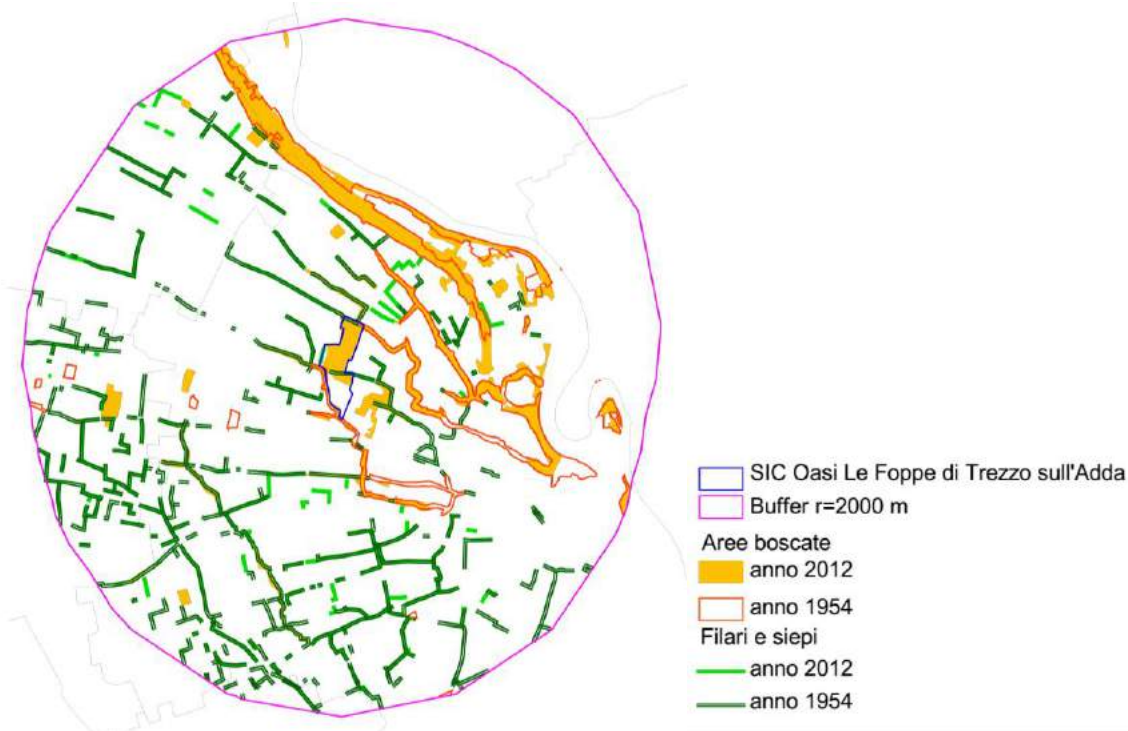 SIC Oasi Le Foppe di Trezzo sull'Adda
Buffer r=2000 m
Aree boscate
anno 2012
anno 1954
Filari e siepi
anno 2012
anno 1954